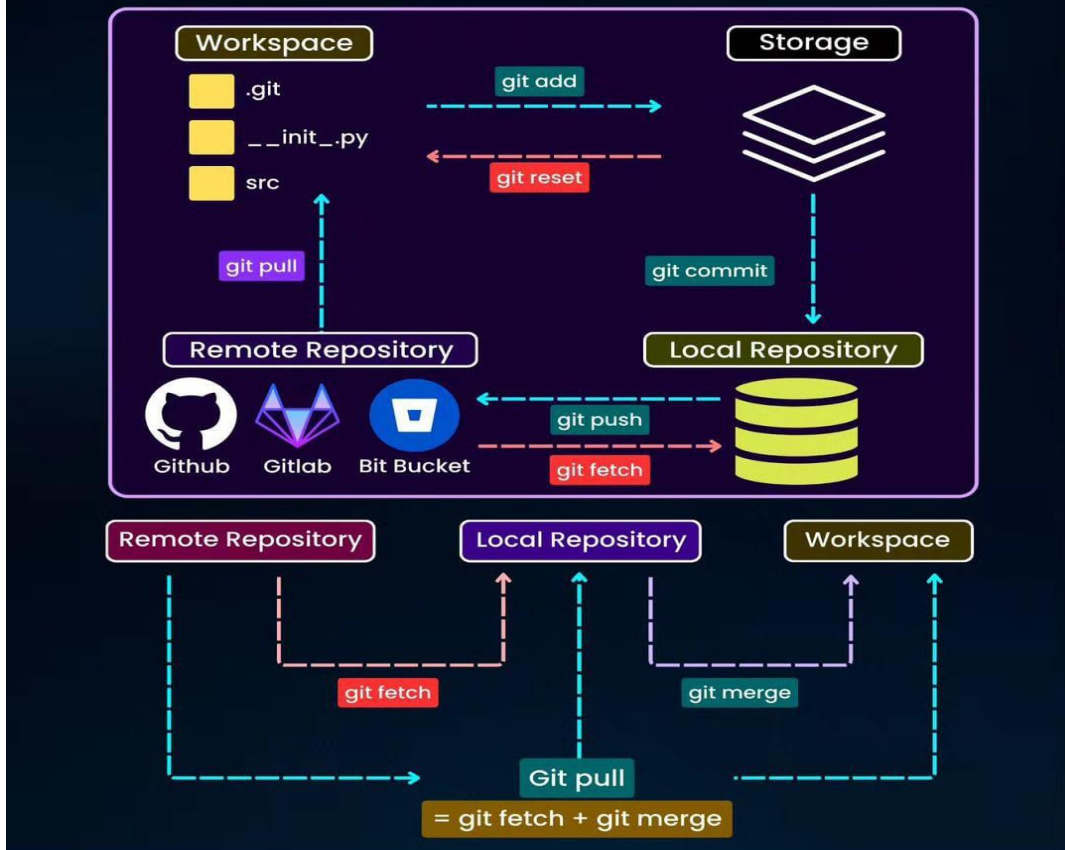 Workspace
Storage
.git
git add
__init_.py
git reset
src
git pull
git commit
Remote Repository
Local Repository
git push
Github
Gitlab
Bit Bucket
git fetch
Remote Repository
Local Repository
Workspace
git fetch
git merge
Git pull
= git fetch + git merge